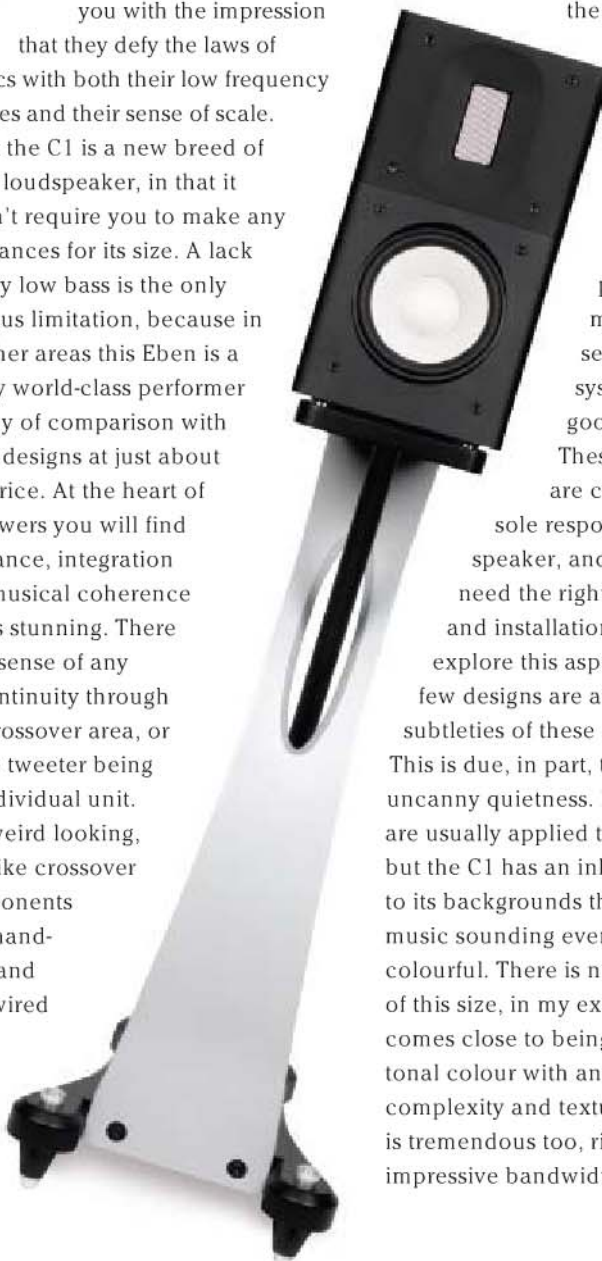 you with the impression
that they defy the laws of
cs with both their low frequency
es and their sense of scale.
the C1 is a new breed of
loudspeaker, in that it
n't require you to make any
ances for its size. A lack
y low bass is the only
us limitation, because in
her areas this Eben is a
y world-class performer
y of comparison with
designs at just about
rice. At the heart of
wers you will find
ance, integration
musical coherence
s stunning. There
sense of any
ntinuity through
rossover area, or
tweeter being
dividual unit.
weird looking,
like crossover
onents
hand-
and
wired
the
m
se
sys
goo
Thes
are c
sole respo
speaker, and
need the right
and installation
explore this asp
few designs are a
subtleties of these
This is due, in part, t
uncanny quietness.
are usually applied t
but the C1 has an inl
to its backgrounds th
music sounding ever
colourful. There is n
of this size, in my ex
comes close to being
tonal colour with an
complexity and textu
is tremendous too, ri
impressive bandwid